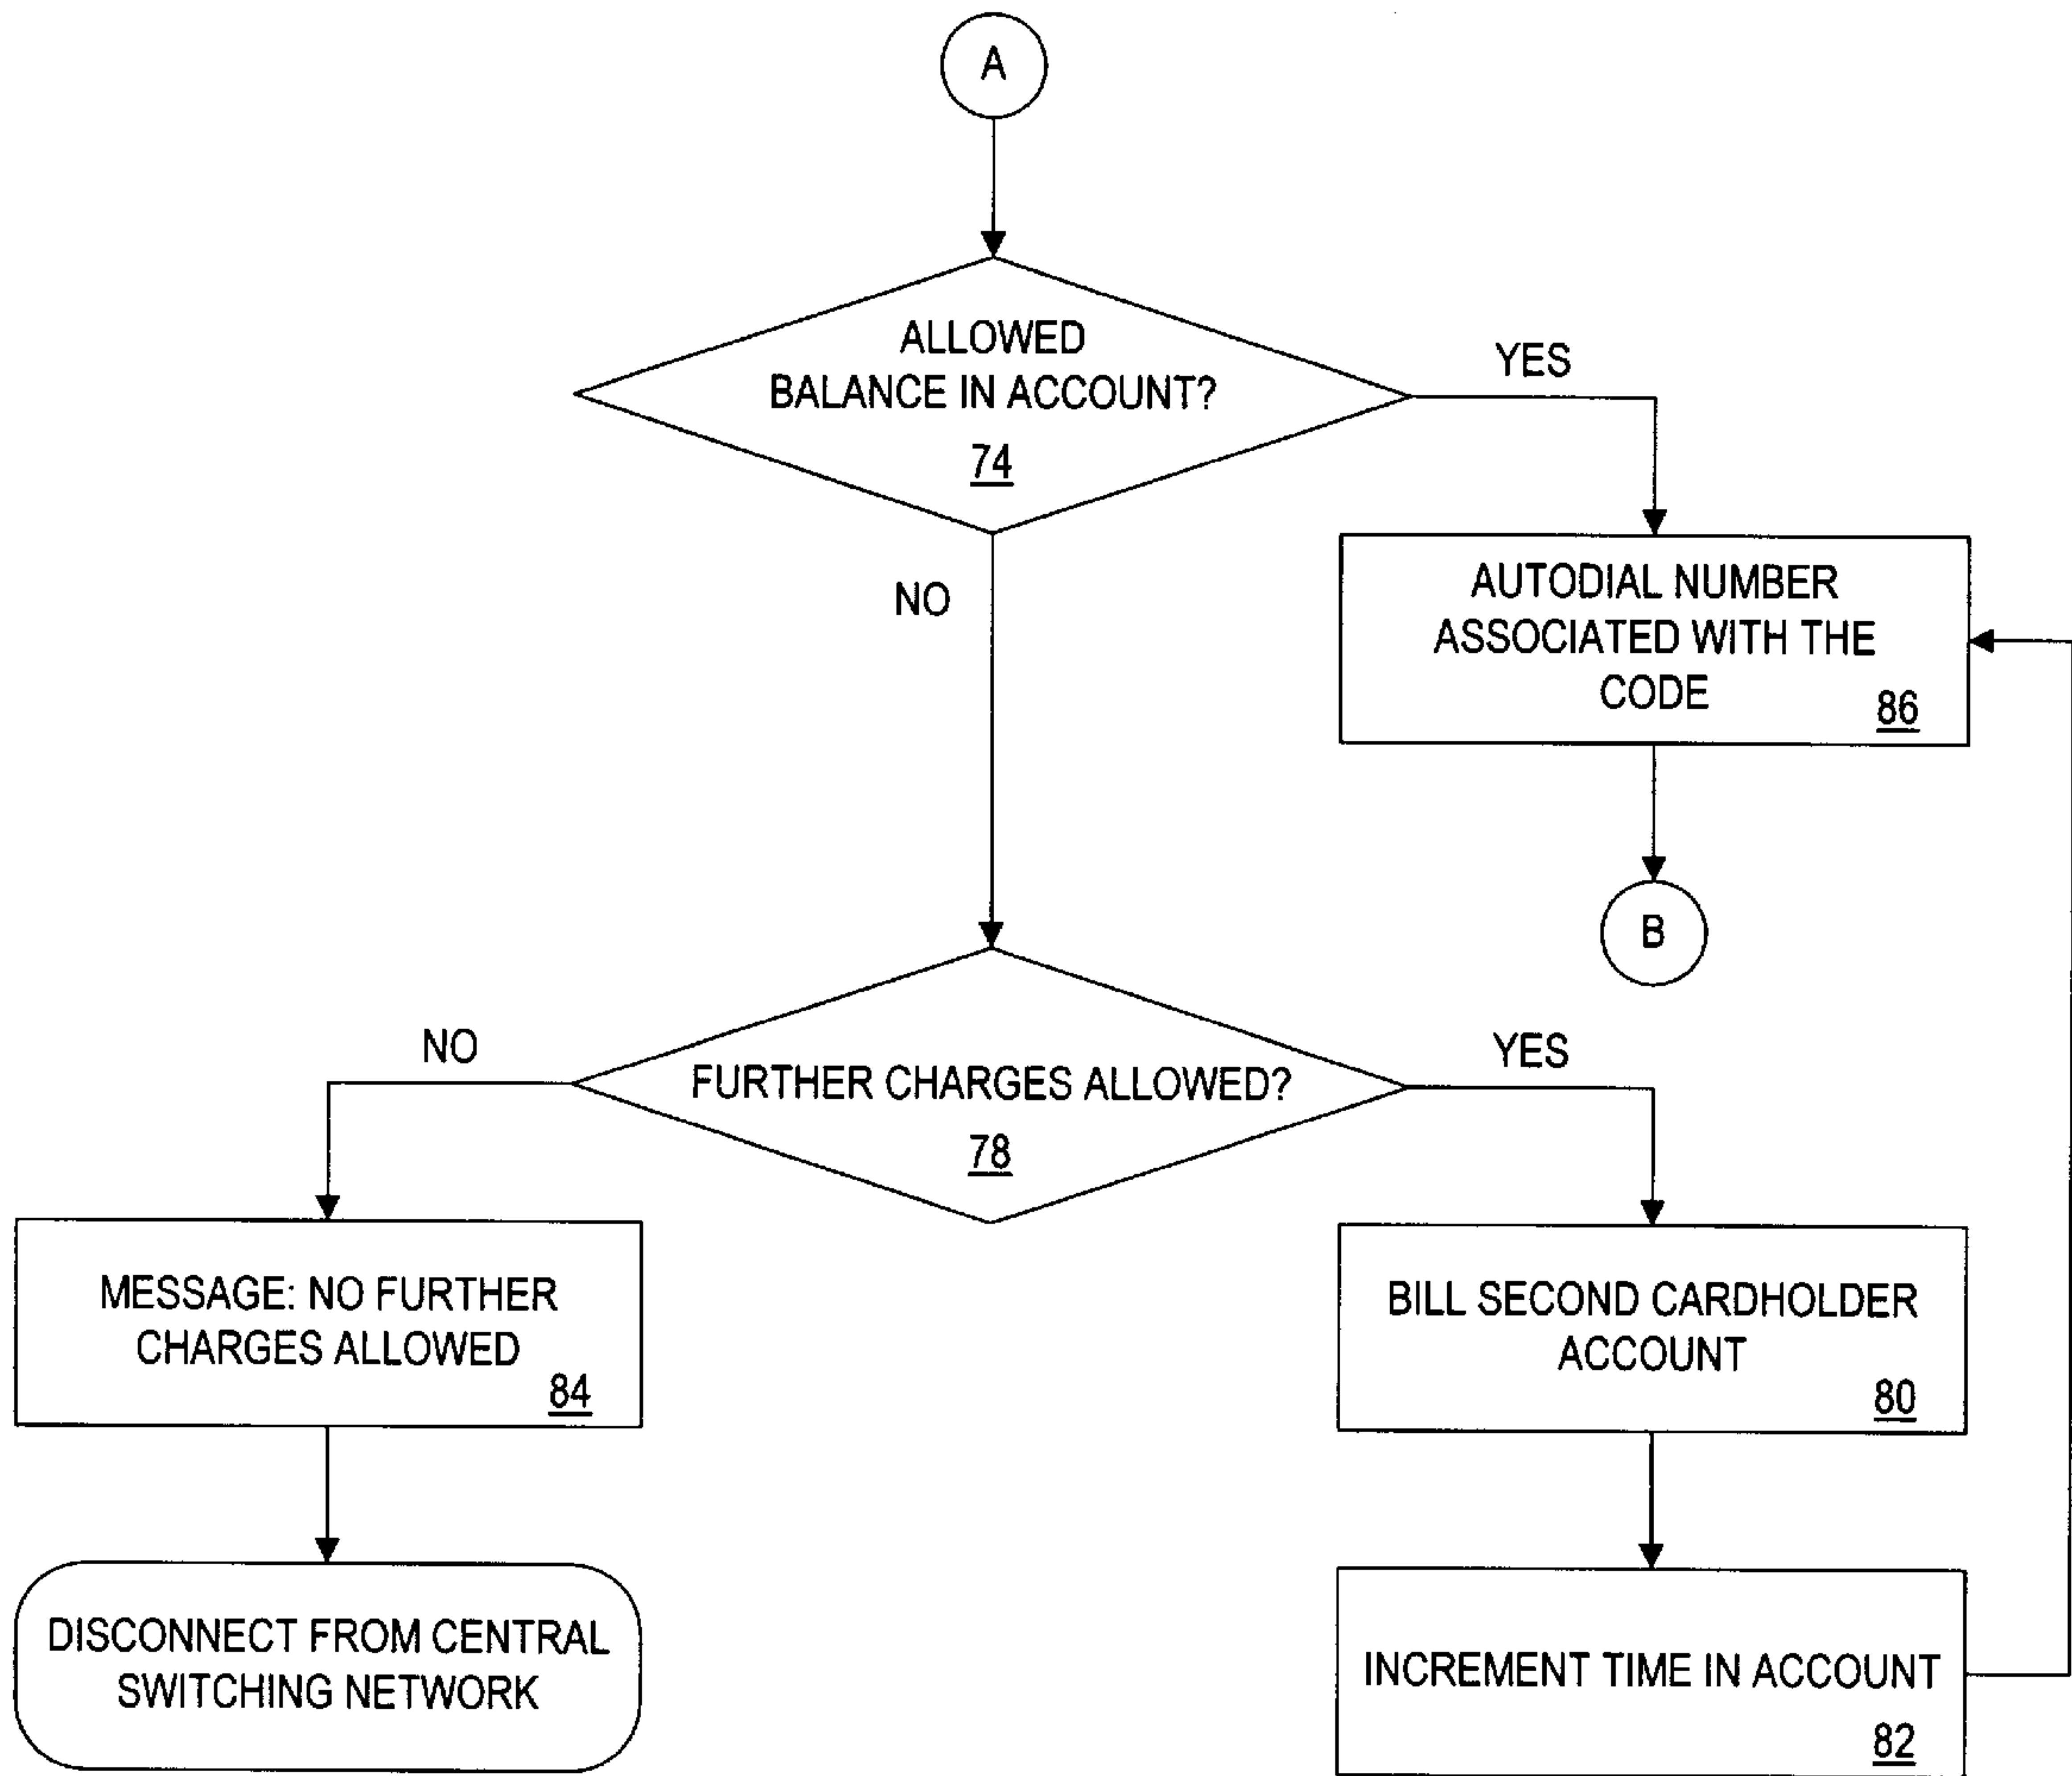 A
ALLOWED
BALANCE IN ACCOUNT?
74
YES
NO
AUTODIAL NUMBER
ASSOCIATED WITH THE
CODE
86
B
FURTHER CHARGES ALLOWED?
78
NO
YES
MESSAGE: NO FURTHER
CHARGES ALLOWED
84
BILL SECOND CARDHOLDER
ACCOUNT
80
DISCONNECT FROM CENTRAL
SWITCHING NETWORK
INCREMENT TIME IN ACCOUNT
82